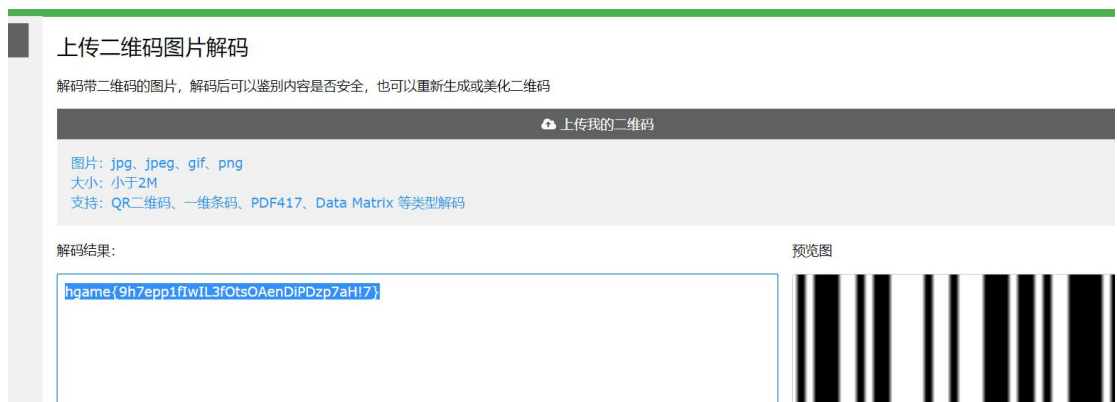 上传二维码图片解码
解码带二维码的图片，解码后可以鉴别内容是否安全，也可以重新生成或美化二维码
上传我的二维码
图片：jpg、jpeg、gif、png
大小：小于2M
支持：QR二维码、一维条码、PDF417、Data Matrix 等类型解码
解码结果：
预览图
hgame{9h7epp1fIwIL3fOtsOAenDiPDzp7aH!7}